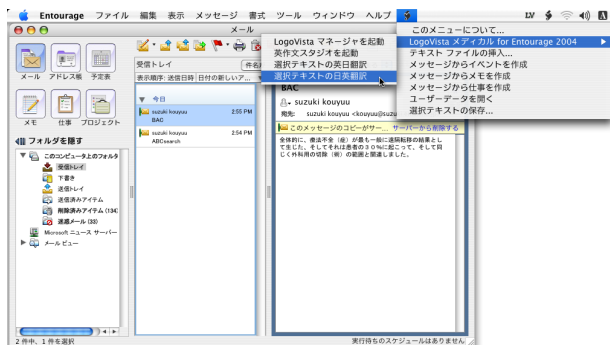 Entourage ファイル 編集 表示 メッセージ 書式 ツール ウィンドウ ヘルプ
メール
このメニューについて...
LogoVista メディカル for Entourage 2004
テキスト ファイルの挿入...
メッセージからイベントを作成
メッセージからメモを作成
メッセージから仕事を作成
ユーザーデータを開く
選択テキストの保存...
LogoVista マネージャを起動
英作文スタジオを起動
選択テキストの英日翻訳
選択テキストの日英翻訳
メール アドレス帳 予定表
メモ 仕事 プロジェクト
フォルダを隠す
このコンピュータ上のフォルダ
受信トレイ
下書き
送信トレイ
送信済みアイテム
削除済みアイテム (134)
迷惑メール (33)
Microsoft ニュース サーバー
メール ビュー
受信トレイ
件名
表示順序: 送信日時 日付の新しいア...
今日
suzuki kouyuu 2:55 PM
BAC
suzuki kouyuu 2:54 PM
ABCsearch
BAC
suzuki kouyuu
宛先: suzuki kouyuu <kouyuu@suzu
このメッセージのコピーがサー... サーバーから削除する
全体的に、療法不全(症)が最も一般に遠隔転移の結果とし
て生じた。そしてそれは患者の30%に起こって、そして同
じく外科用の切除(術)の範囲と関連しました。
2 件中、1 件を選択
実行待ちのスケジュールはありません